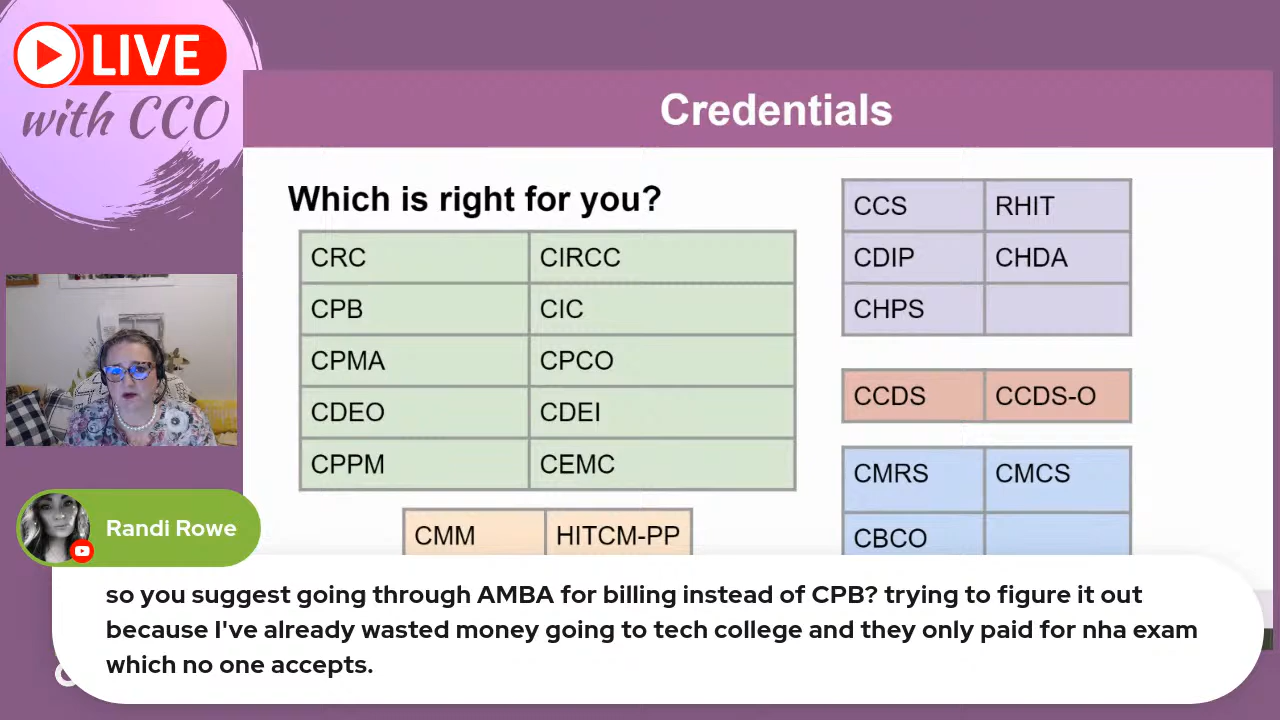 LIVE
with CCO
Credentials
Which is right for you?
CRC CIRCC
CPB CIC
CPMA CPCO
CDEO CDEI
CPPM CEMC
CMM HITCM-PP
CCS RHIT
CDIP CHDA
CHPS
CCDS CCDS-O
CMRS CMCS
CBCO
Randi Rowe
so you suggest going through AMBA for billing instead of CPB? trying to figure it out
because I've already wasted money going to tech college and they only paid for nha exam
which no one accepts.